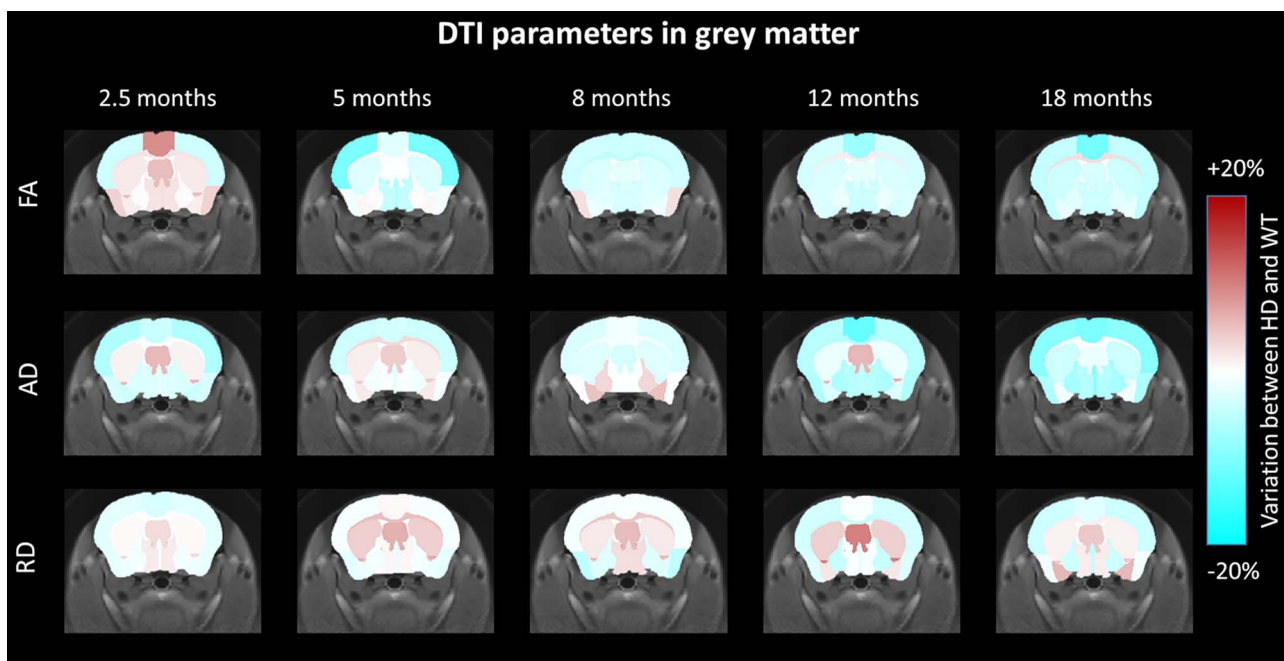 DTI parameters in grey matter
2.5 months
5 months
8 months
12 months
18 months
FA
AD
RD
+20%
Variation between HD and WT
-20%